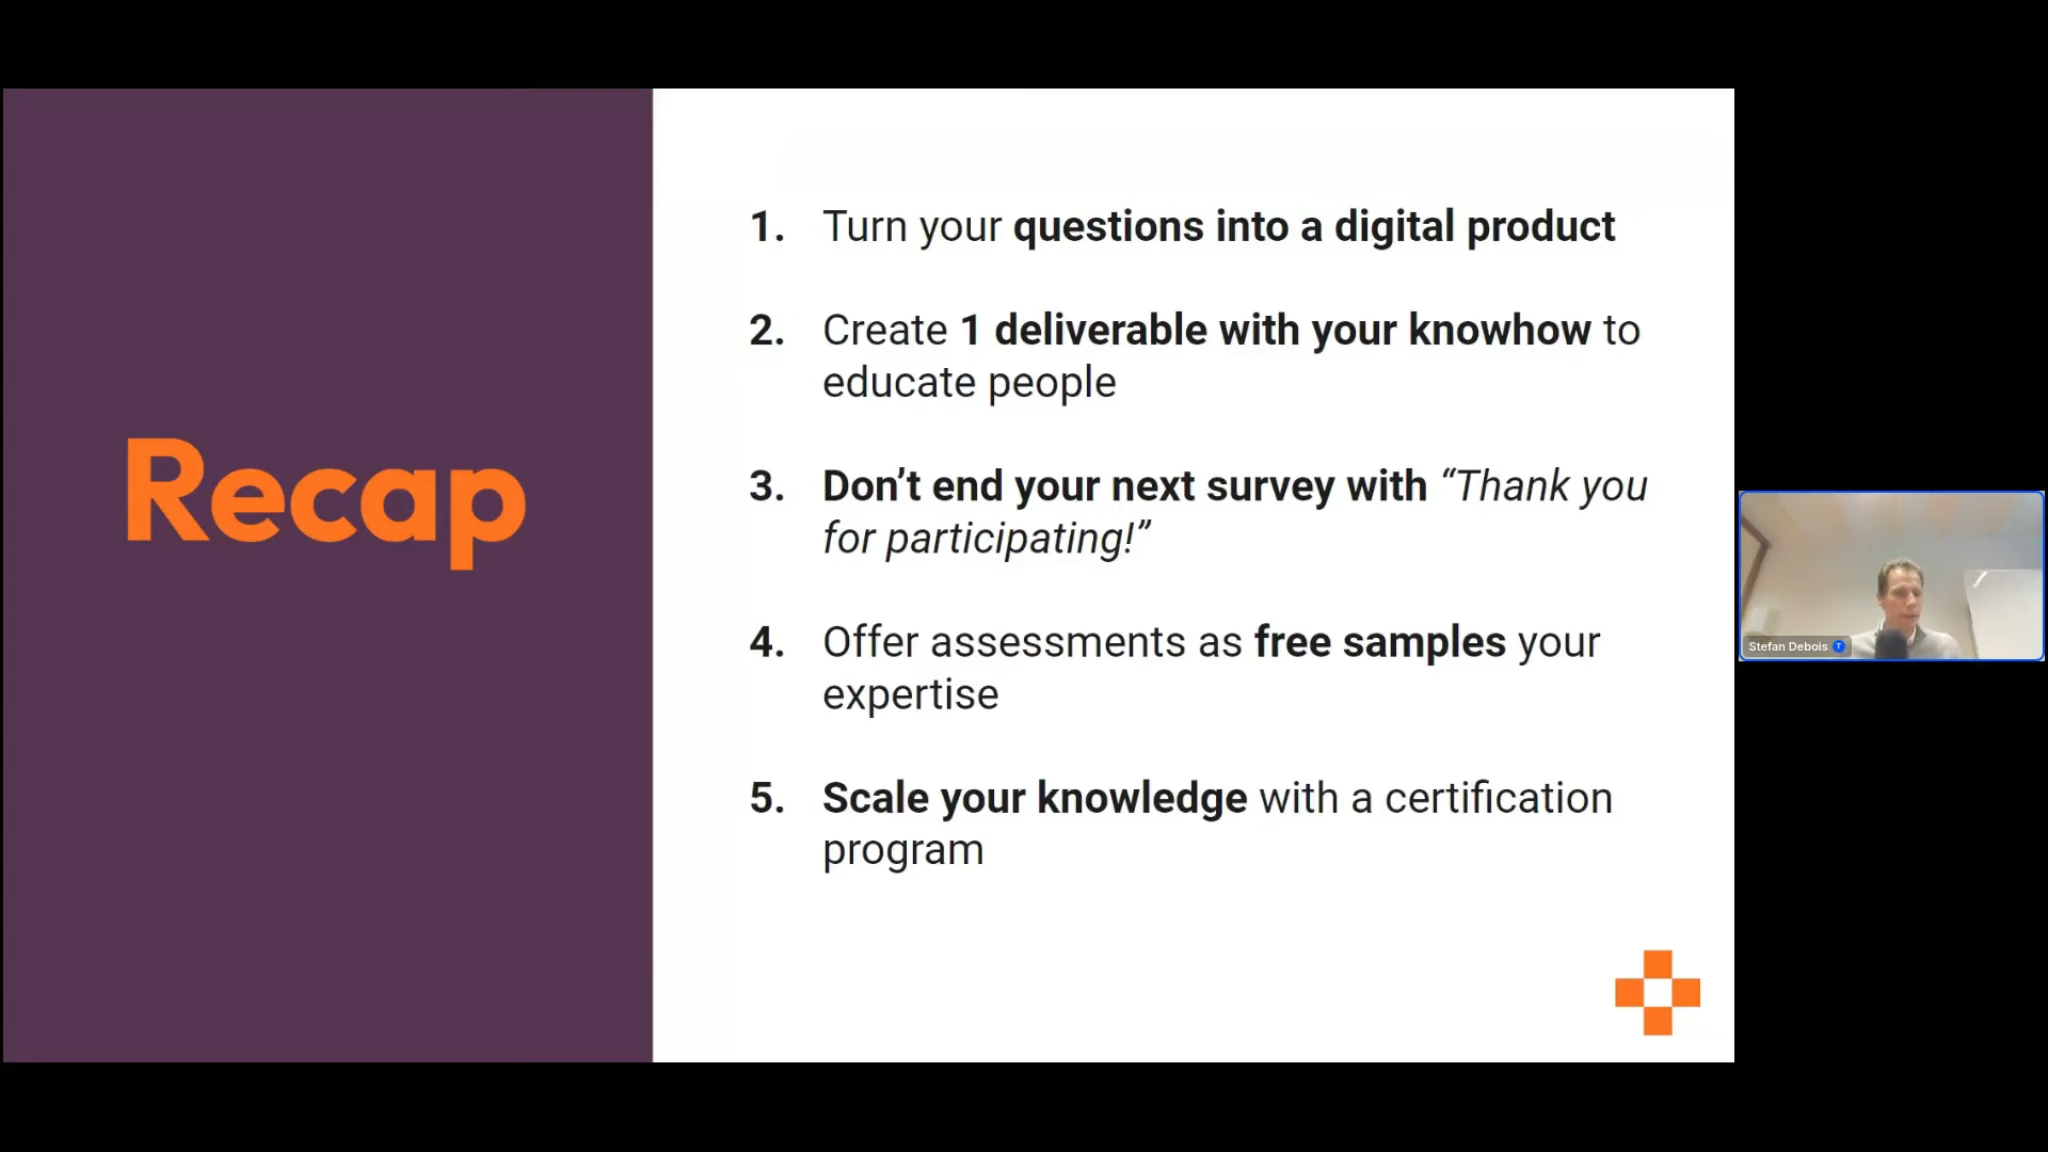 Recap
1. Turn your questions into a digital product
2. Create 1 deliverable with your knowhow to
educate people
3. Don’t end your next survey with “Thank you
for participating!”
4. Offer assessments as free samples your
expertise
5. Scale your knowledge with a certification
program
Stefan Debois T